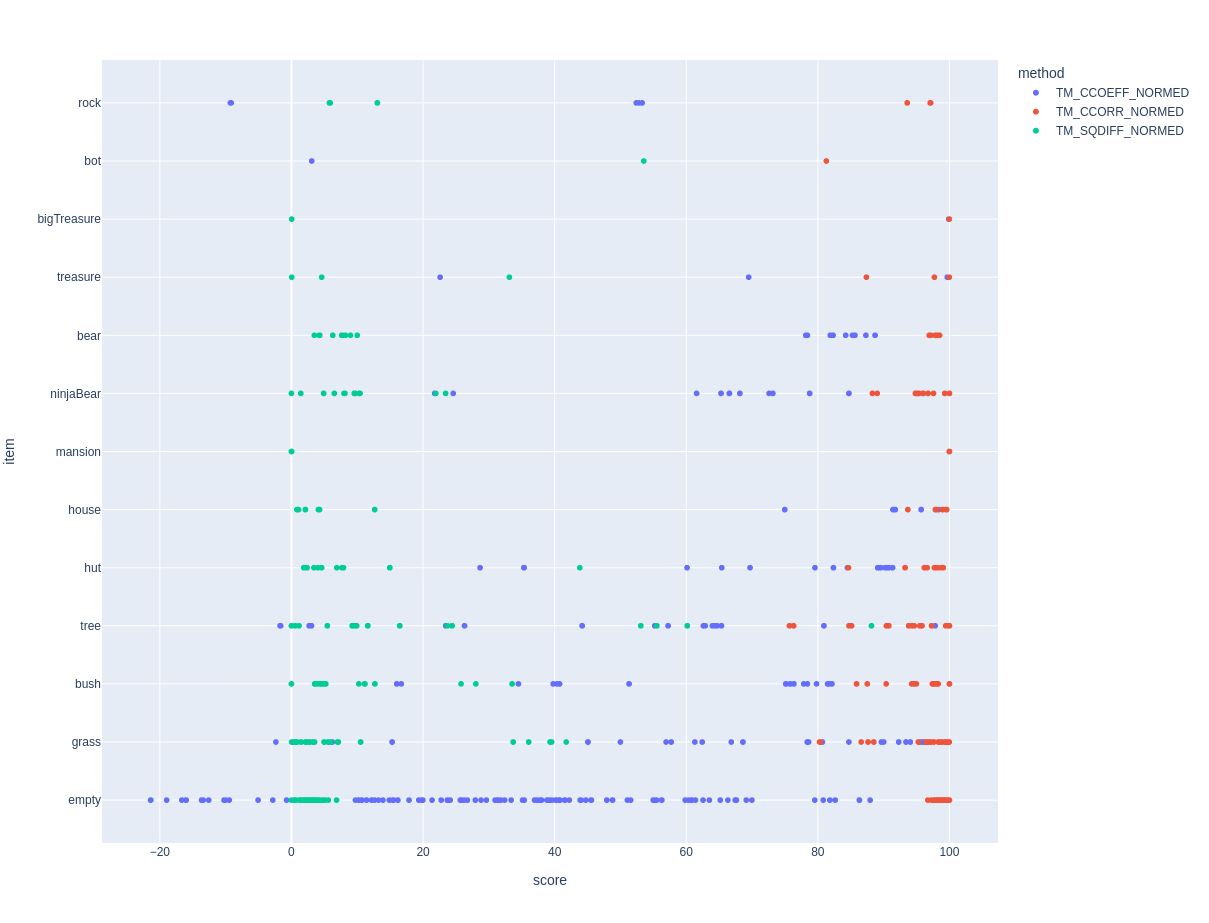 method
TM_CCOEFF_NORMED
TM_CCORR_NORMED
TM_SQDIFF_NORMED
item
rock
bot
bigTreasure
treasure
bear
ninjaBear
mansion
house
hut
tree
bush
grass
empty
−20 0 20 40 60 80 100
score